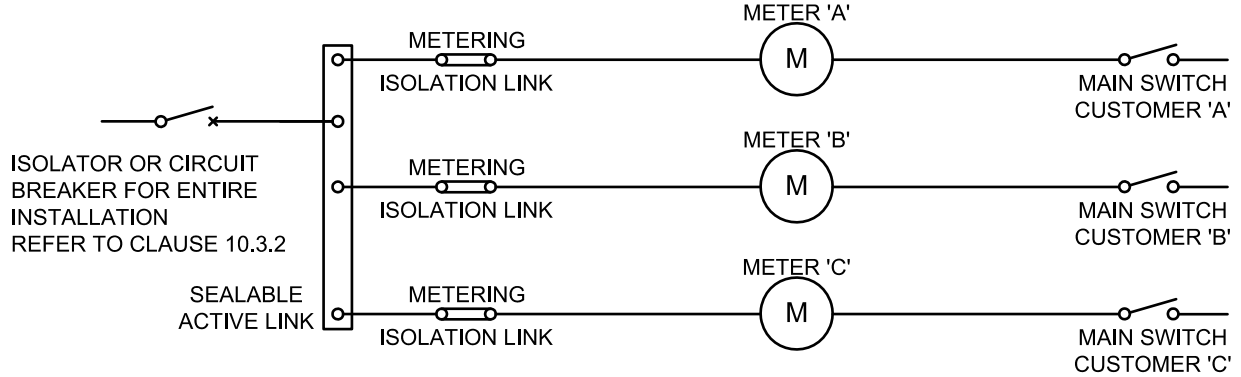 METER 'A'
METERING
M
ISOLATION LINK
MAIN SWITCH
CUSTOMER 'A'
ISOLATOR OR CIRCUIT
BREAKER FOR ENTIRE
INSTALLATION
REFER TO CLAUSE 10.3.2
METER 'B'
METERING
M
ISOLATION LINK
MAIN SWITCH
CUSTOMER 'B'
METER 'C'
SEALABLE
ACTIVE LINK
METERING
M
ISOLATION LINK
MAIN SWITCH
CUSTOMER 'C'